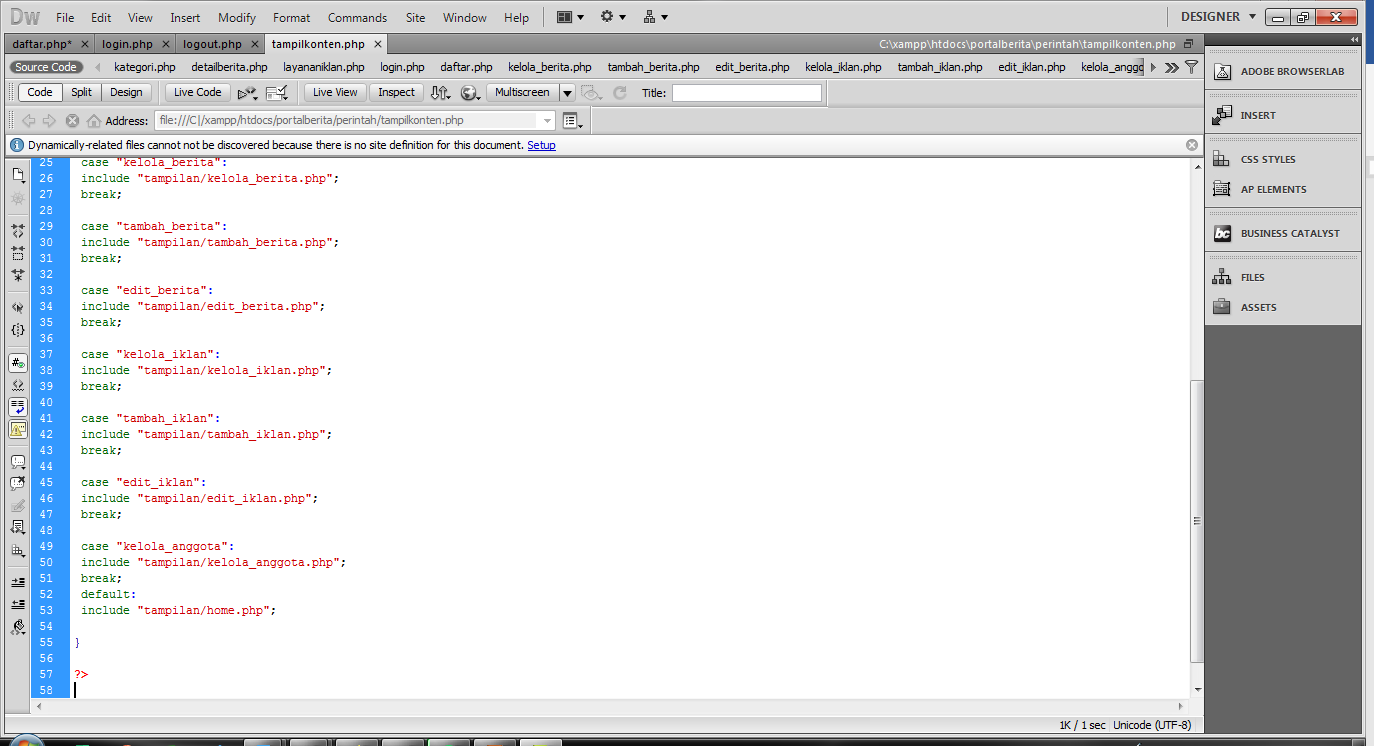 Dw File Edit View Insert Modify Format Commands Site Window Help DESIGNER
daftar.php* login.php logout.php tampilkonten.php C:\xampp\htdocs\portalberita\perintah\tampilkonten.php
Source Code kategori.php detailberita.php layananiklan.php login.php daftar.php kelola_berita.php tambah_berita.php edit_berita.php kelola_iklan.php tambah_iklan.php edit_iklan.php kelola_anggo
Code Split Design Live Code Live View Inspect Multiscreen Title:
Address: file:///C|/xampp/htdocs/portalberita/perintah/tampilkonten.php
Dynamically-related files cannot not be discovered because there is no site definition for this document. Setup
25 case "kelola_berita":
26 include "tampilan/kelola_berita.php";
27 break;
28
29 case "tambah_berita":
30 include "tampilan/tambah_berita.php";
31 break;
32
33 case "edit_berita":
34 include "tampilan/edit_berita.php";
35 break;
36
37 case "kelola_iklan":
38 include "tampilan/kelola_iklan.php";
39 break;
40
41 case "tambah_iklan":
42 include "tampilan/tambah_iklan.php";
43 break;
44
45 case "edit_iklan":
46 include "tampilan/edit_iklan.php";
47 break;
48
49 case "kelola_anggota":
50 include "tampilan/kelola_anggota.php";
51 break;
52 default:
53 include "tampilan/home.php";
54
55 }
56
57 ?>
58
1K / 1 sec Unicode (UTF-8)
ADOBE BROWSERLAB
INSERT
CSS STYLES
AP ELEMENTS
bc BUSINESS CATALYST
FILES
ASSETS